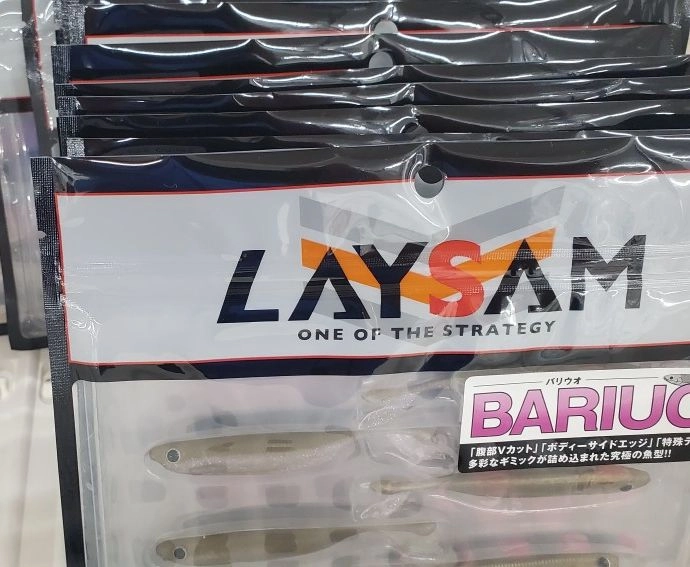 LAYSAM
ONE OF THE STRATEGY
バリウオ
BARIUO
「腹部Vカット」「ボディーサイドエッジ」「特殊テ
多彩なギミックが詰め込まれた究極の魚型!!